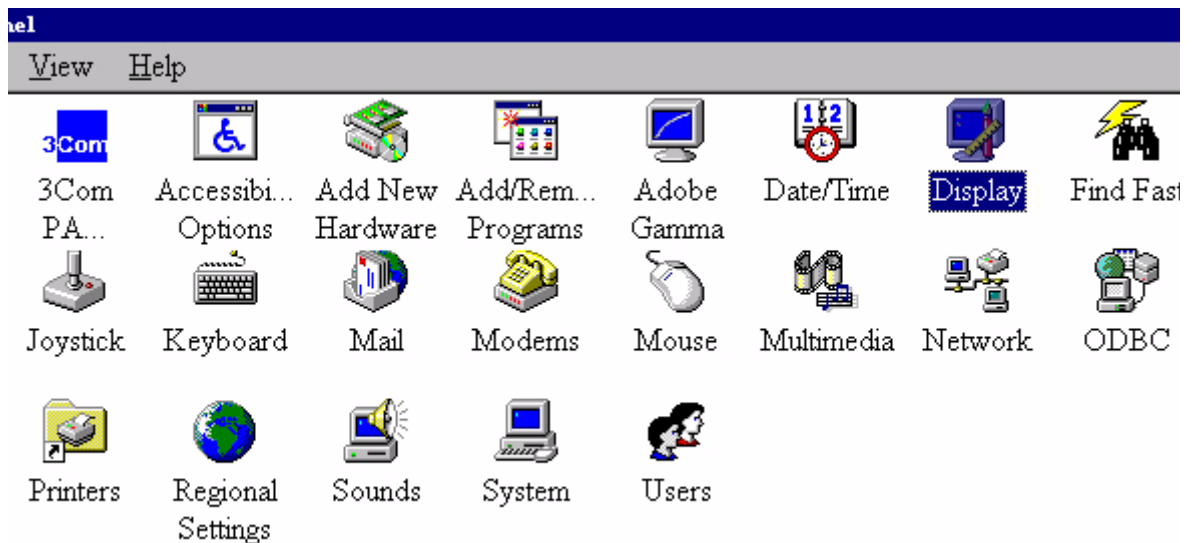 nel
View Help
3Com
12
3Com Accessibi... Add New Add/Rem... Adobe Date/Time Display Find Fast
PA... Options Hardware Programs Gamma
Joystick Keyboard Mail Modems Mouse Multimedia Network ODBC
Printers Regional Sounds System Users
Settings